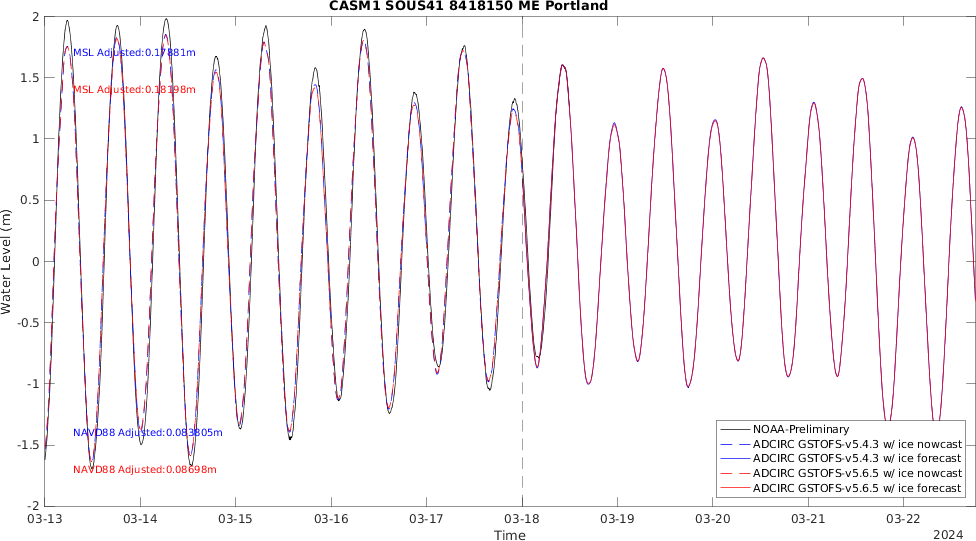 CASM1 SOUS41 8418150 ME Portland
2
1.5
1
0.5
0
-0.5
-1
-1.5
-2
Water Level (m)
MSL Adjusted:0.17881m
MSL Adjusted:0.18198m
NAVD88 Adjusted:0.083805m
NAVD88 Adjusted:0.08698m
NOAA-Preliminary
ADCIRC GSTOFS-v5.4.3 w/ ice nowcast
ADCIRC GSTOFS-v5.4.3 w/ ice forecast
ADCIRC GSTOFS-v5.6.5 w/ ice nowcast
ADCIRC GSTOFS-v5.6.5 w/ ice forecast
03-13 03-14 03-15 03-16 03-17 03-18 03-19 03-20 03-21 03-22
Time
2024